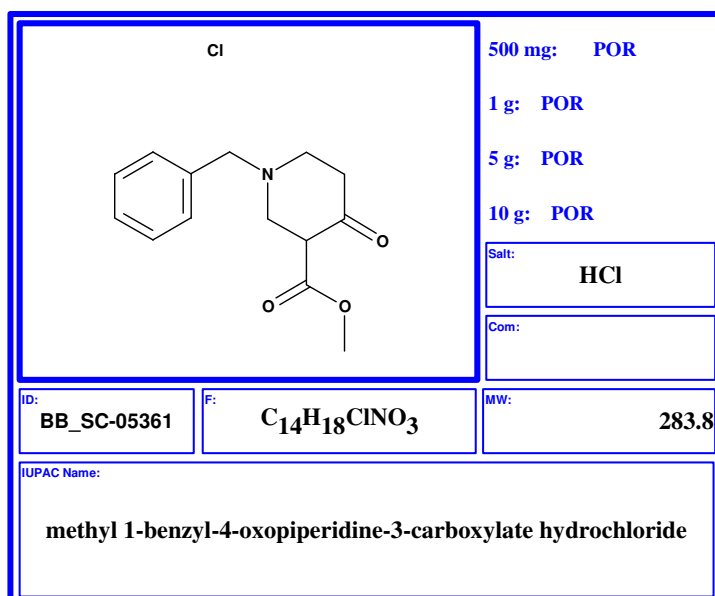 Cl
N
O
O
O
500 mg: POR
1 g: POR
5 g: POR
10 g: POR
Salt:
HCl
Com:
ID:
BB_SC-05361
F:
C14H18ClNO3
MW:
283.8
IUPAC Name:
methyl 1-benzyl-4-oxopiperidine-3-carboxylate hydrochloride